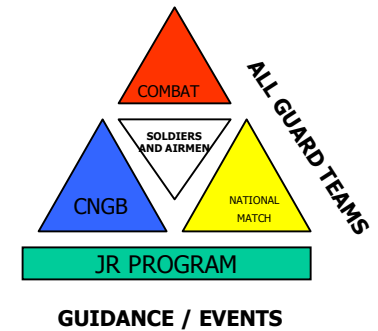 COMBAT
ALL GUARD TEAMS
SOLDIERS
AND AIRMEN
CNGB
NATIONAL
MATCH
JR PROGRAM
GUIDANCE / EVENTS